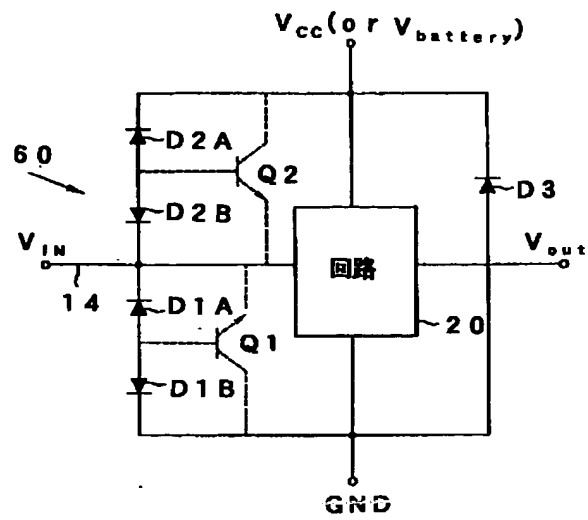 VCC(or Vbattery)
60
D2A
Q2
D2B
D3
VIN
回路
Vout
14
D1A
20
Q1
D1B
GND